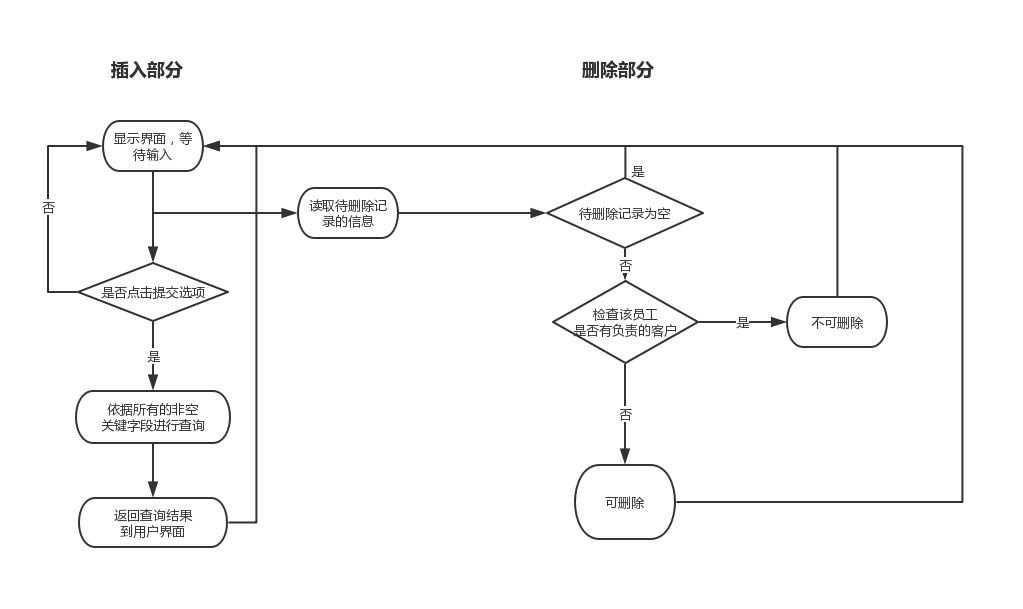 插入部分
删除部分
显示界面，等
待输入
是
否
读取待删除记
录的信息
待删除记录为空
否
是否点击提交选项
检查该员工
是否有负责的客户
是
不可删除
是
依据所有的非空
关键字段进行查询
否
返回查询结果
到用户界面
可删除